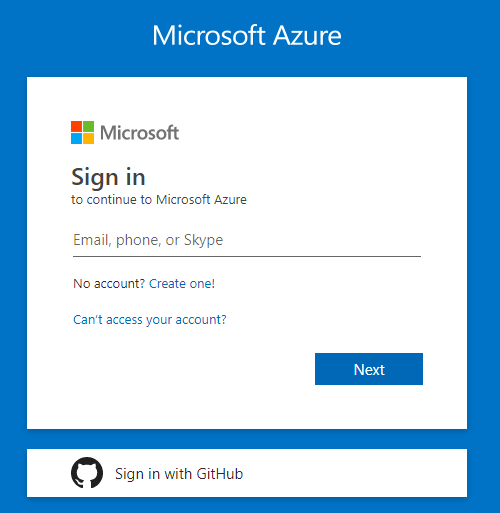 Microsoft Azure
Microsoft
Sign in
to continue to Microsoft Azure
Email, phone, or Skype
No account? Create one!
Can’t access your account?
Next
Sign in with GitHub